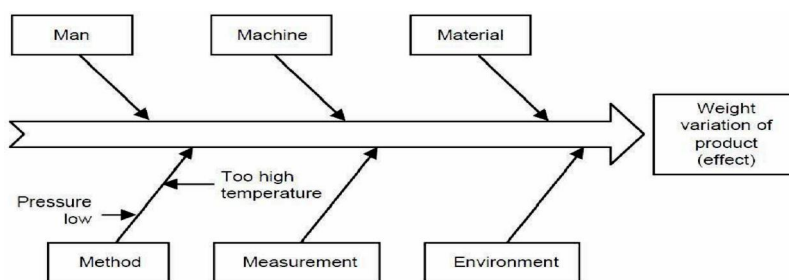 Man
Machine
Material
Weight
variation of
product
(effect)
Too high
temperature
Pressure
low
Method
Measurement
Environment